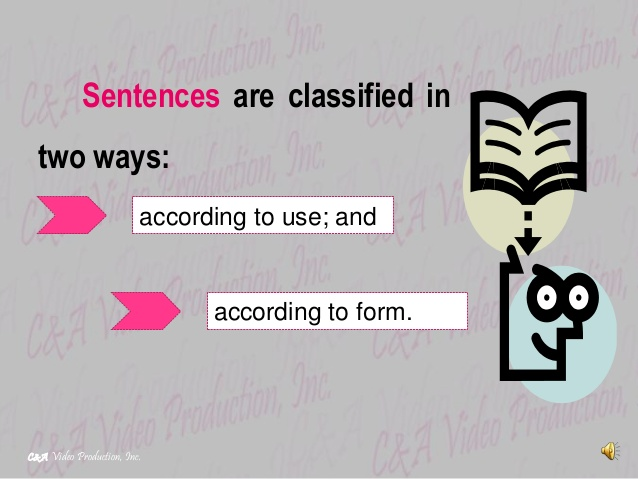 Sentences are classified in
two ways:
according to use; and
according to form.
C&A Video Production, Inc.